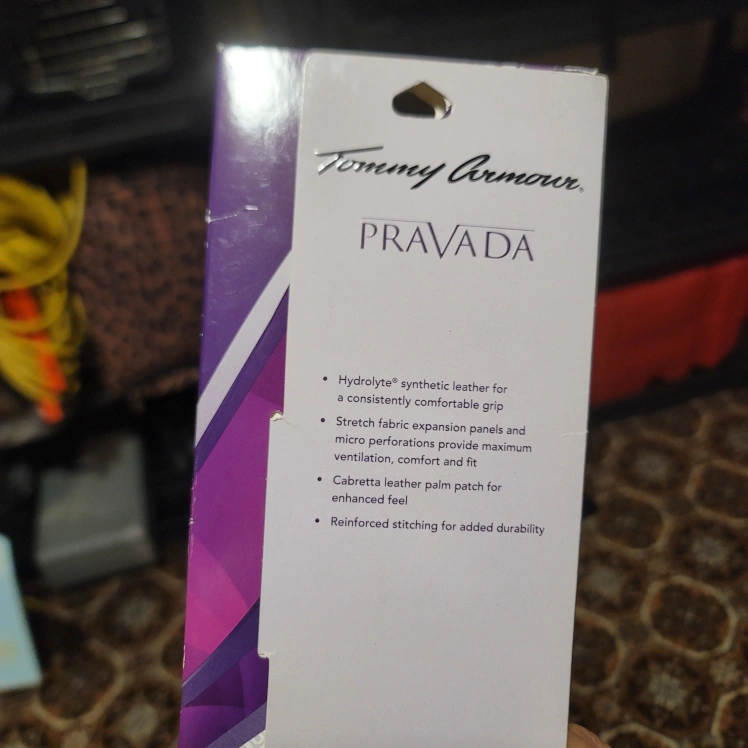 Tommy Armour®
PRAVADA
• Hydrolyte® synthetic leather for
a consistently comfortable grip
• Stretch fabric expansion panels and
micro perforations provide maximum
ventilation, comfort and fit
• Cabretta leather palm patch for
enhanced feel
• Reinforced stitching for added durability